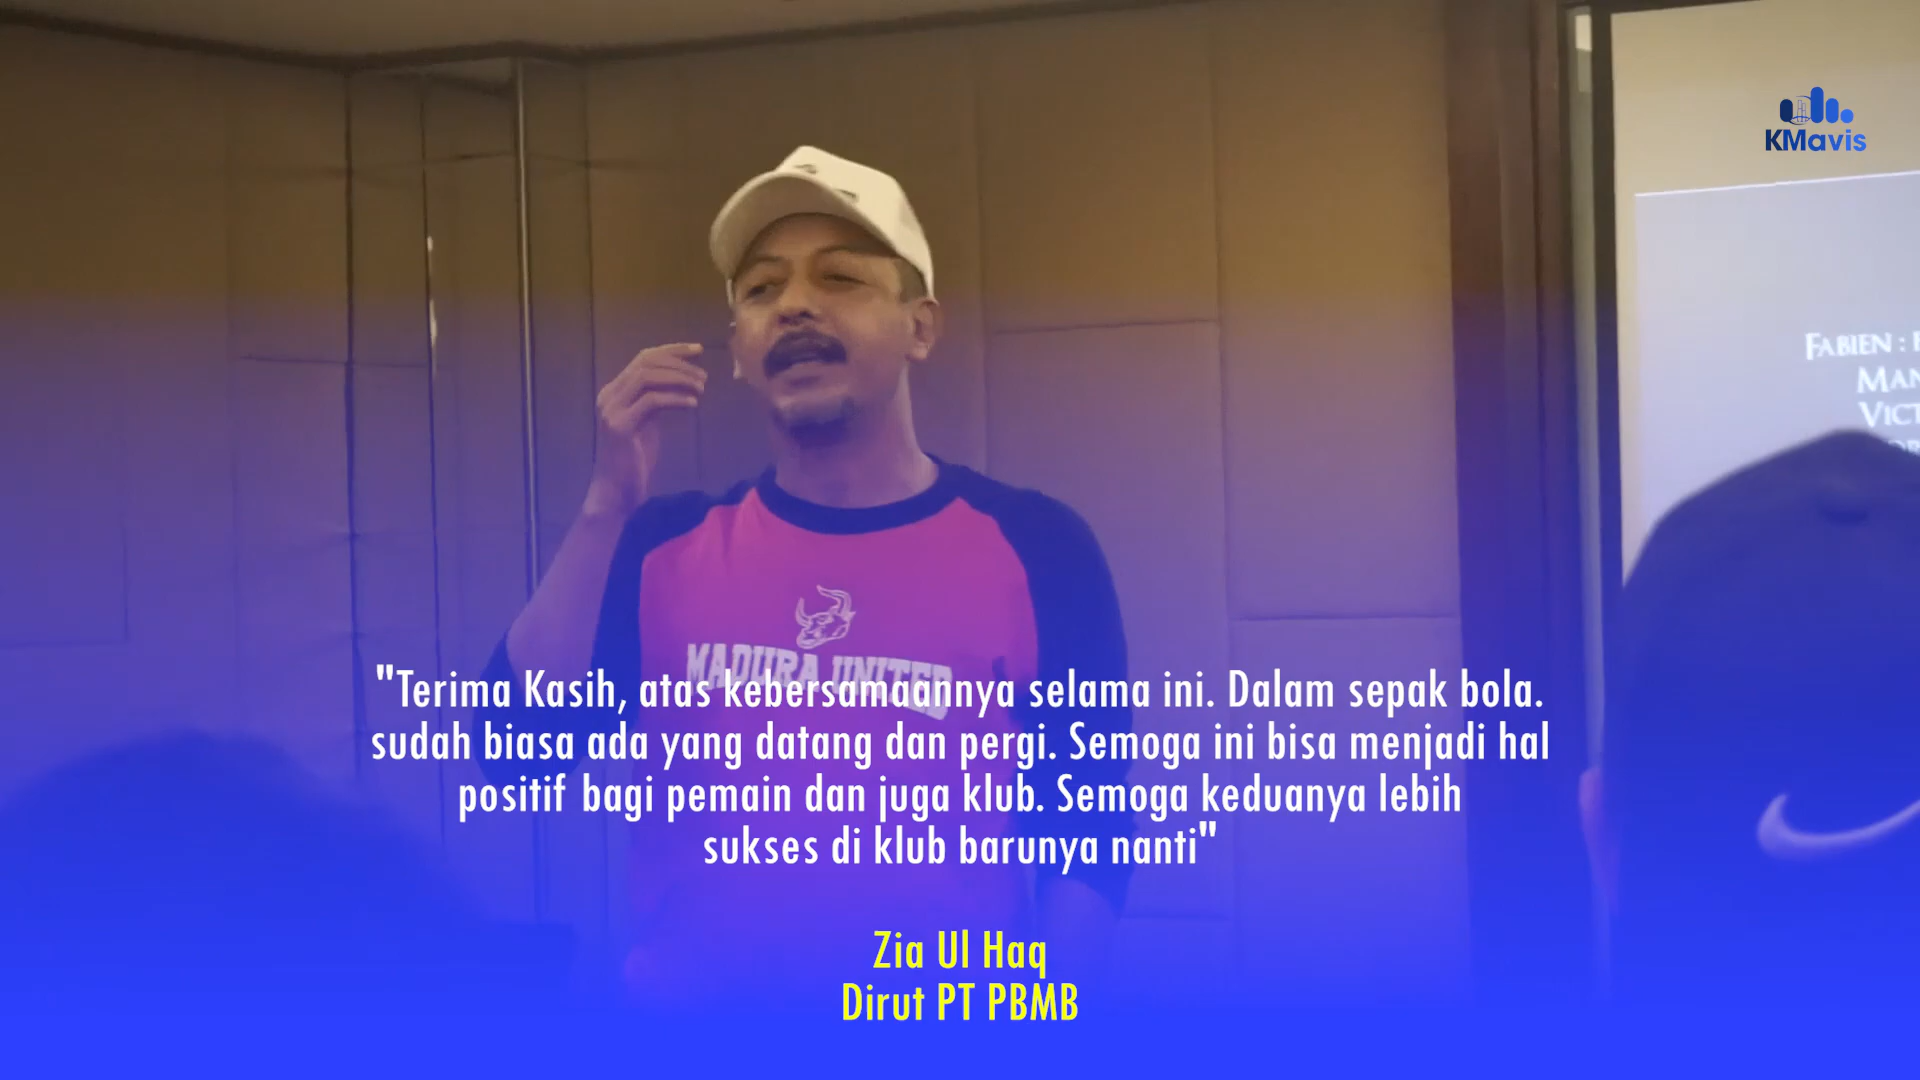 KMavis
FABIEN :
MADURA UNITED
"Terima Kasih, atas kebersamaannya selama ini. Dalam sepak bola.
sudah biasa ada yang datang dan pergi. Semoga ini bisa menjadi hal
positif bagi pemain dan juga klub. Semoga keduanya lebih
sukses di klub barunya nanti"
Zia Ul Haq
Dirut PT PBMB